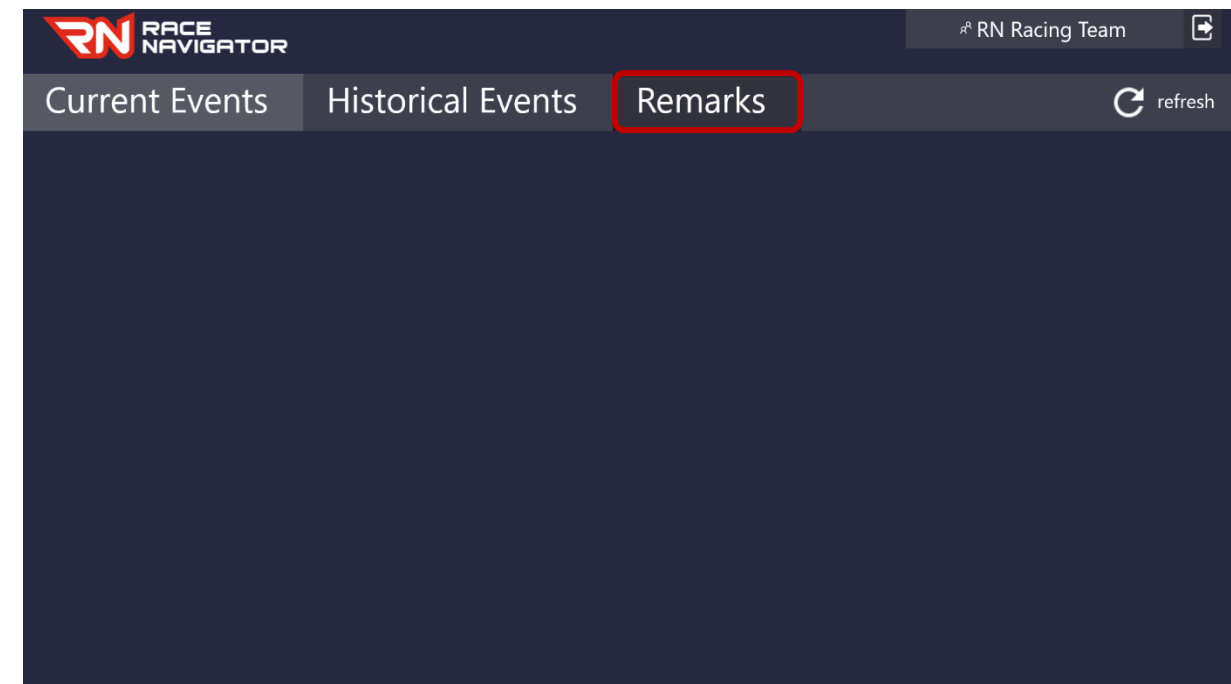 RN RACE
NAVIGATOR
RN Racing Team
Current Events Historical Events Remarks refresh